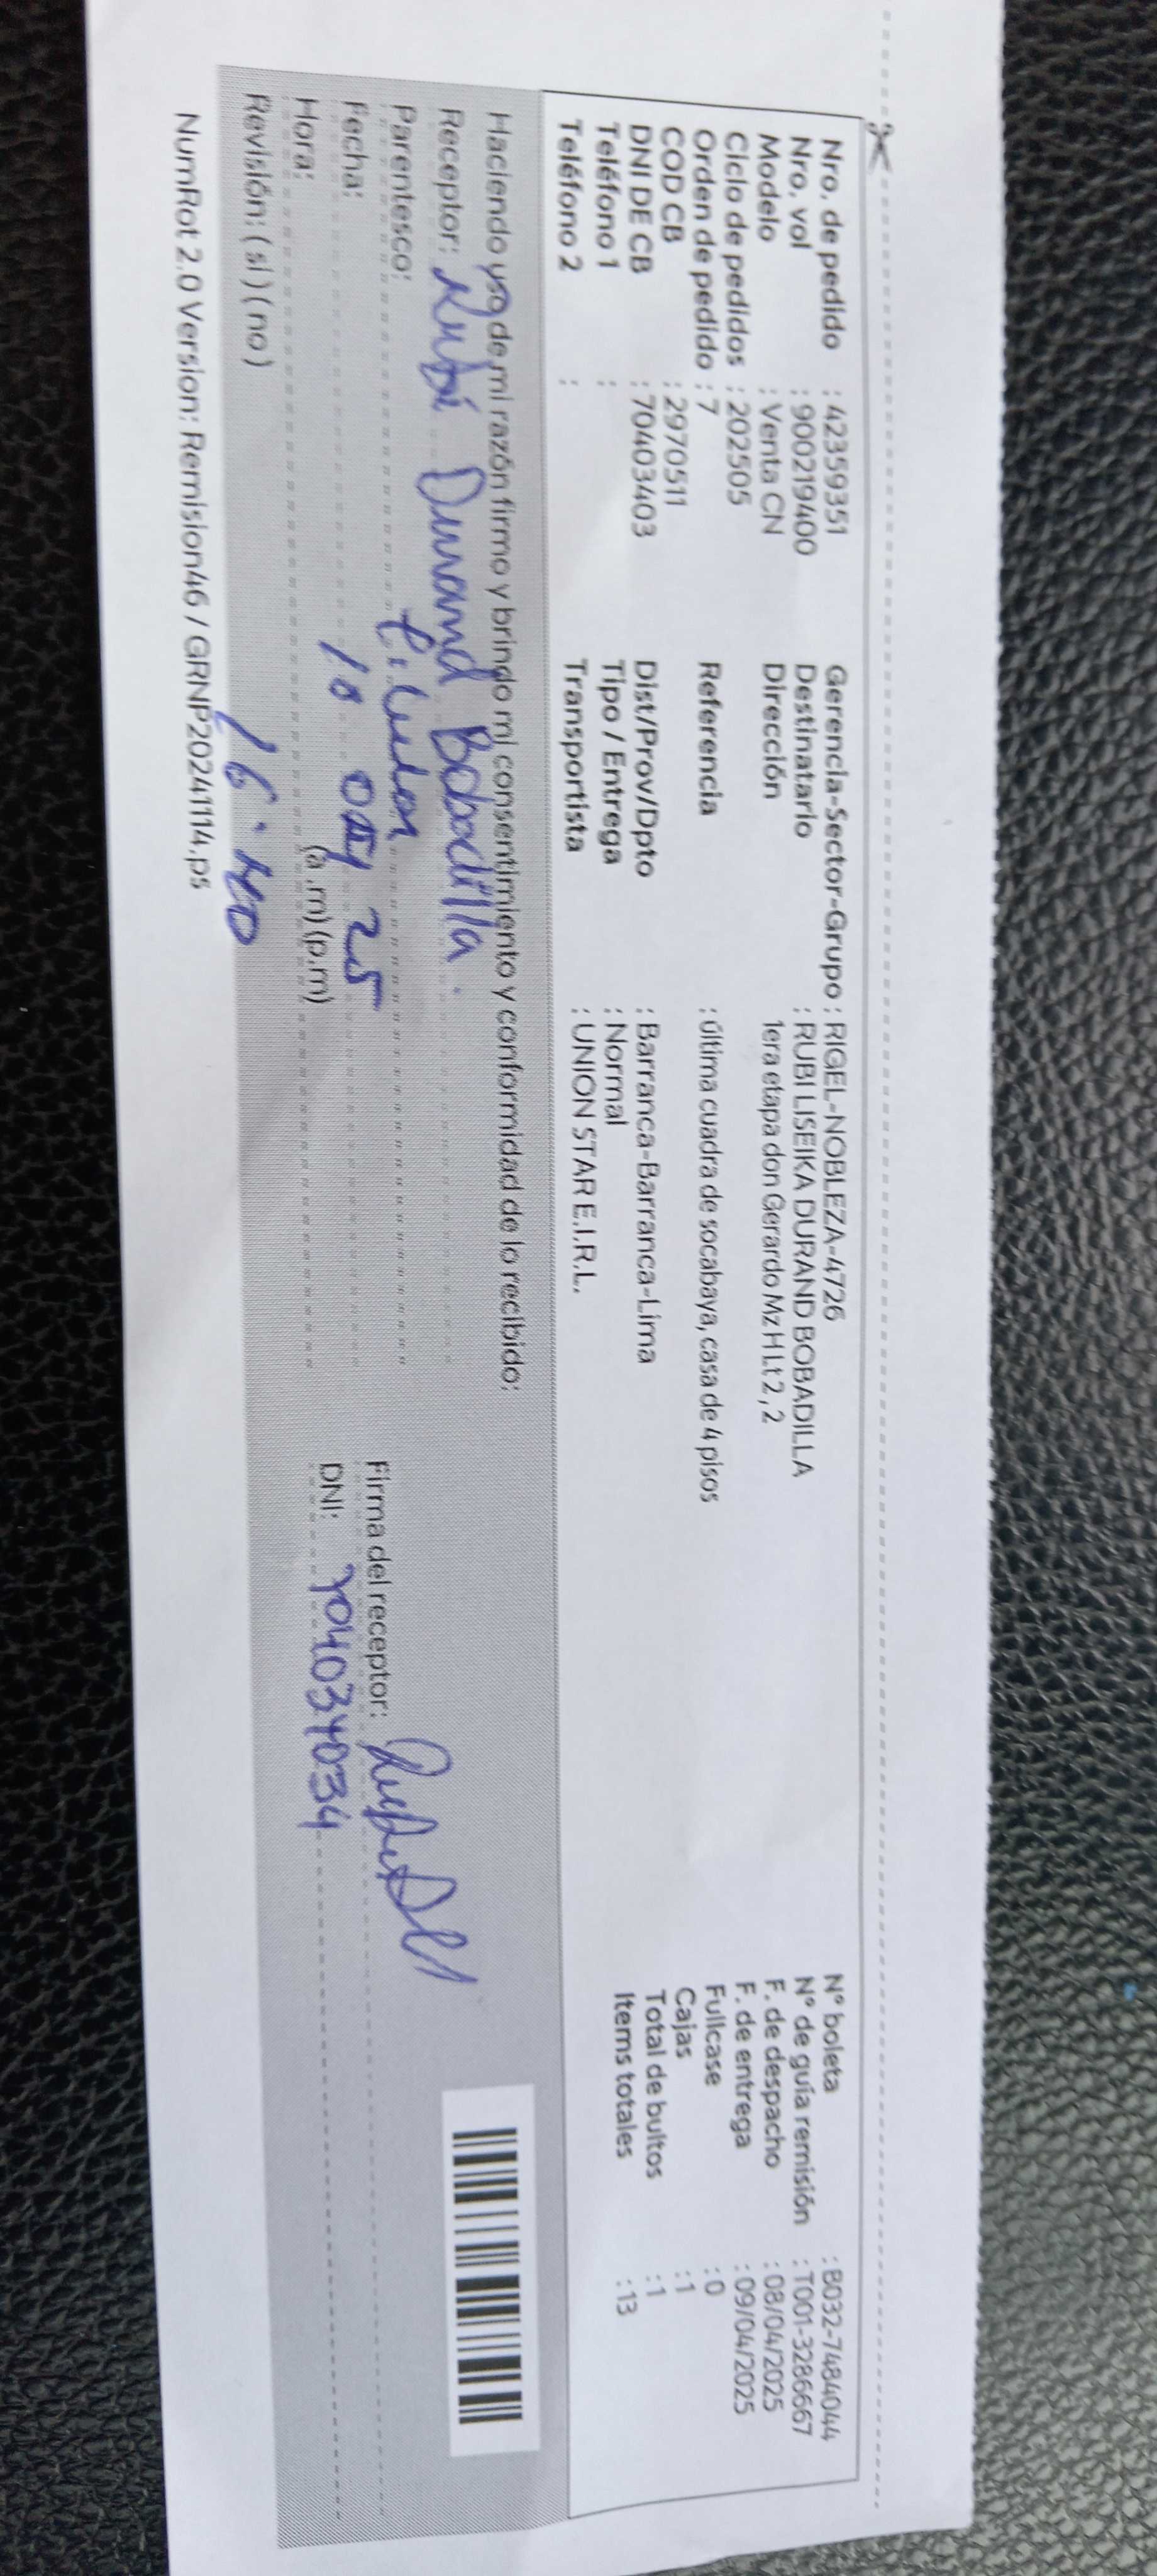 Nro. de pedido : 42359351
Nro. vol : 900219400
Modelo : Venta CN
Ciclo de pedidos : 202505
Orden de pedido : 7
COD CB : 2970511
DNI DE CB : 70403403
Teléfono 1 :
Teléfono 2 :
Gerencia-Sector-Grupo : RIGEL-NOBLEZA-4726
Destinatario : RUBI LISEIKA DURAND BOBADILLA
Dirección 1era etapa don Gerardo Mz H Lt 2 , 2
Referencia : última cuadra de socabaya, casa de 4 pisos
Dist/Prov/Dpto : Barranca-Barranca-Lima
Tipo / Entrega : Normal
Transportista : UNION STAR E.I.R.L.
N° boleta : B032-7484044
N° de guía remisión : T001-3286667
F. de despacho : 08/04/2025
F. de entrega : 09/04/2025
Fullcase : 0
Cajas : 1
Total de bultos : 1
Items totales : 13
Haciendo uso de mi razón firmo y brindo mi consentimiento y conformidad de lo recibido:
Receptor: Rubí Durand Bobadilla.
Parentesco:
Fecha: 10 04 25
Hora: 16:40 (a.m) (p.m)
Revisión: ( si ) ( no )
Firma del receptor:
DNI: 704034034
NumRot 2.0 Version: Remision46 / GRNP20241114.ps